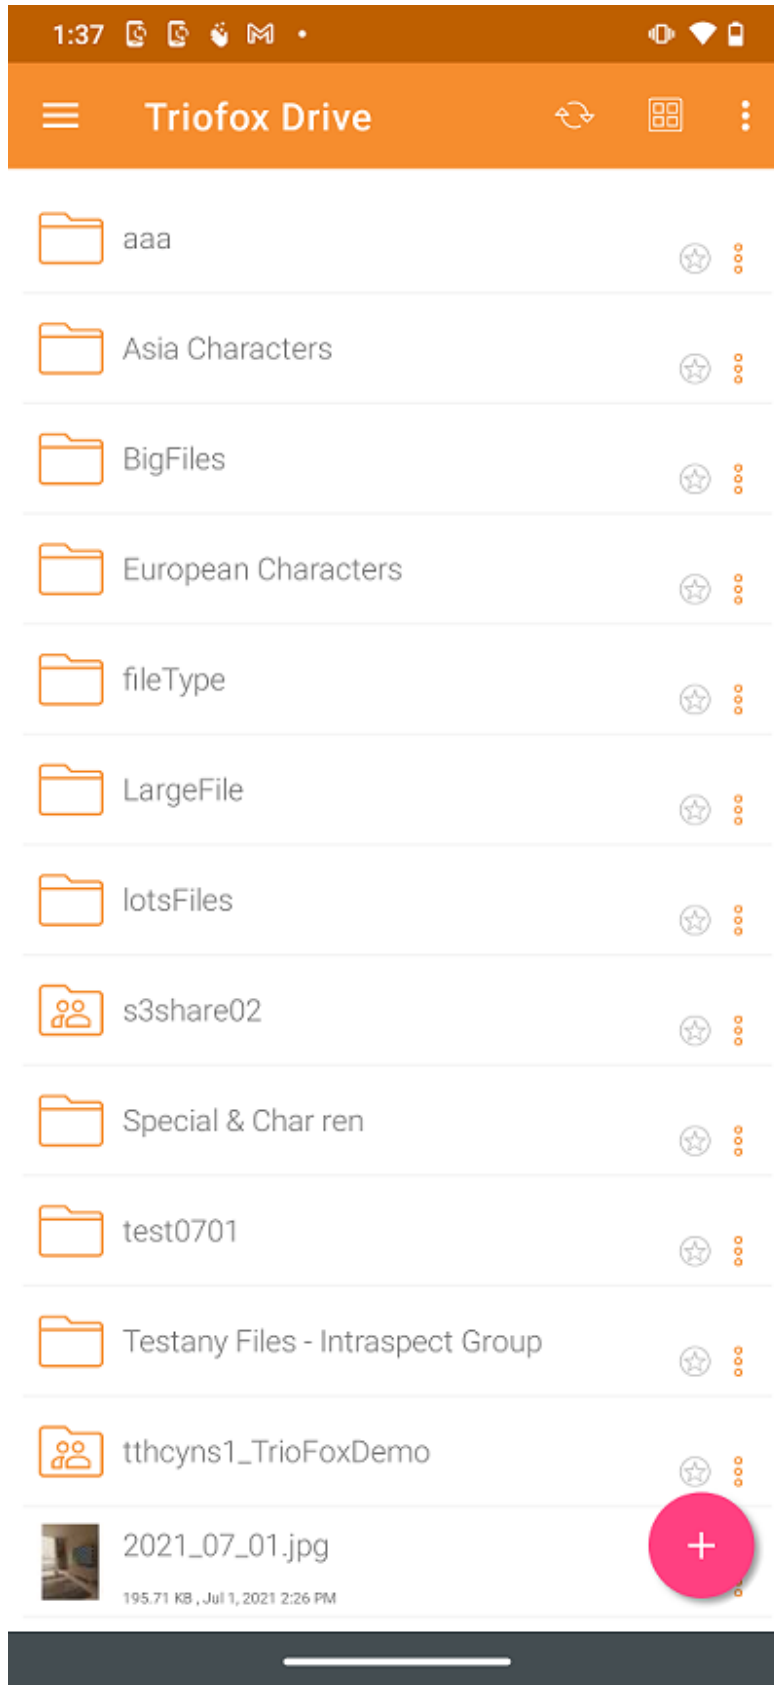 1:37
Triofox Drive
aaa
Asia Characters
BigFiles
European Characters
fileType
LargeFile
lotsFiles
s3share02
Special & Char ren
test0701
Testany Files - Intraspect Group
tthcyns1_TrioFoxDemo
2021_07_01.jpg
195.71 KB , Jul 1, 2021 2:26 PM